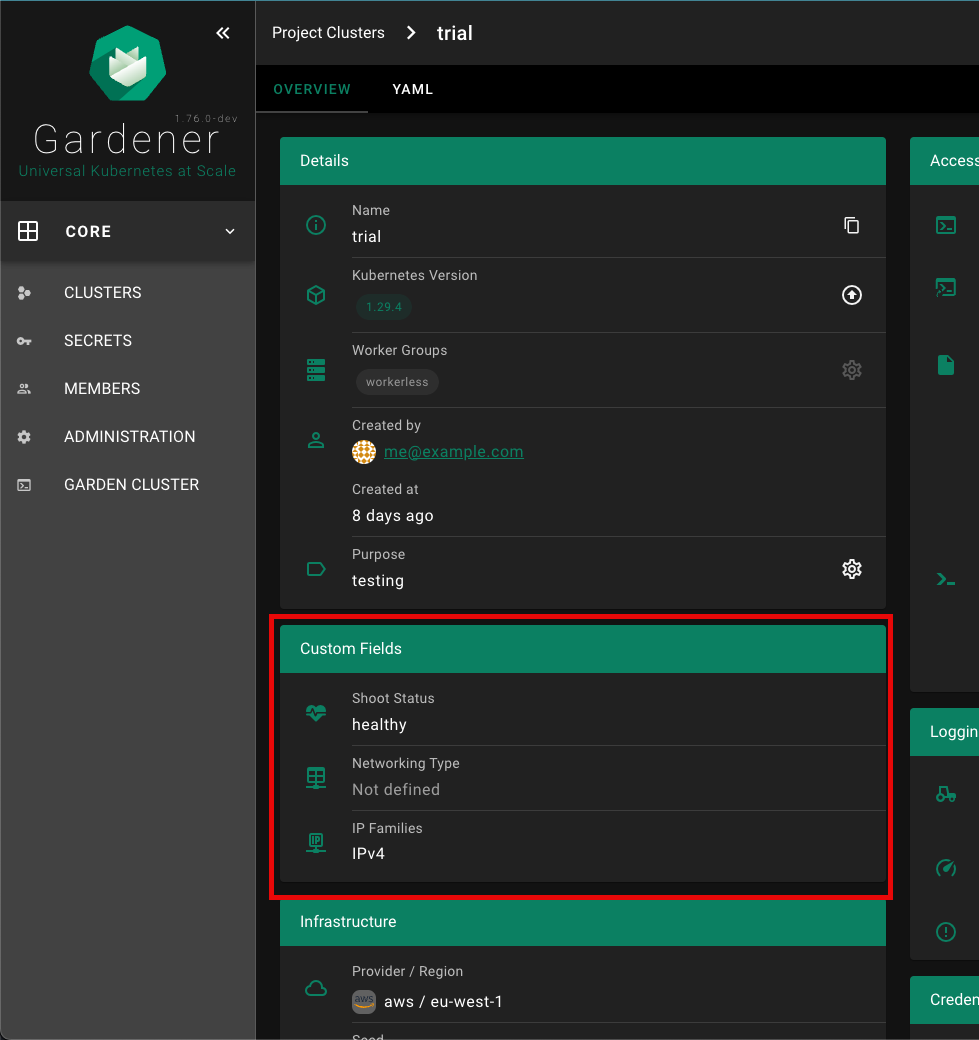 Project Clusters
trial
1.76.0-dev
Gardener
Universal Kubernetes at Scale
CORE
CLUSTERS
SECRETS
MEMBERS
ADMINISTRATION
GARDEN CLUSTER
OVERVIEW
YAML
Details
Name
trial
Kubernetes Version
1.29.4
Worker Groups
workerless
Created by
me@example.com
Created at
8 days ago
Purpose
testing
Custom Fields
Shoot Status
healthy
Networking Type
Not defined
IP
IP Families
IPv4
Infrastructure
Provider / Region
aws
aws / eu-west-1
Seed
Access
Loggin
Creden